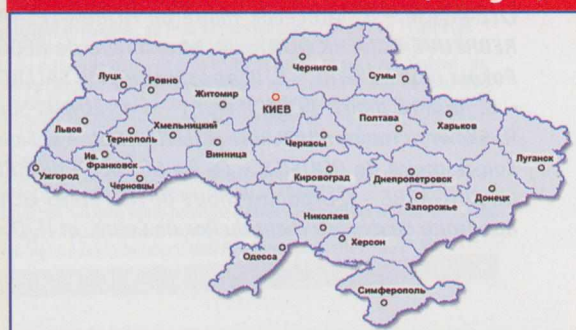 Чернигов
Луцк
Ровно
Сумы
Житомир
КИЕВ
Львов
Тернополь
Хмельницкий
Полтава
Харьков
Ив.
Франковск
Винница
Черкассы
Луганск
Ужгород
Черновцы
Кировоград
Днепропетровск
Донецк
Николаев
Запорожье
Одесса
Херсон
Симферополь